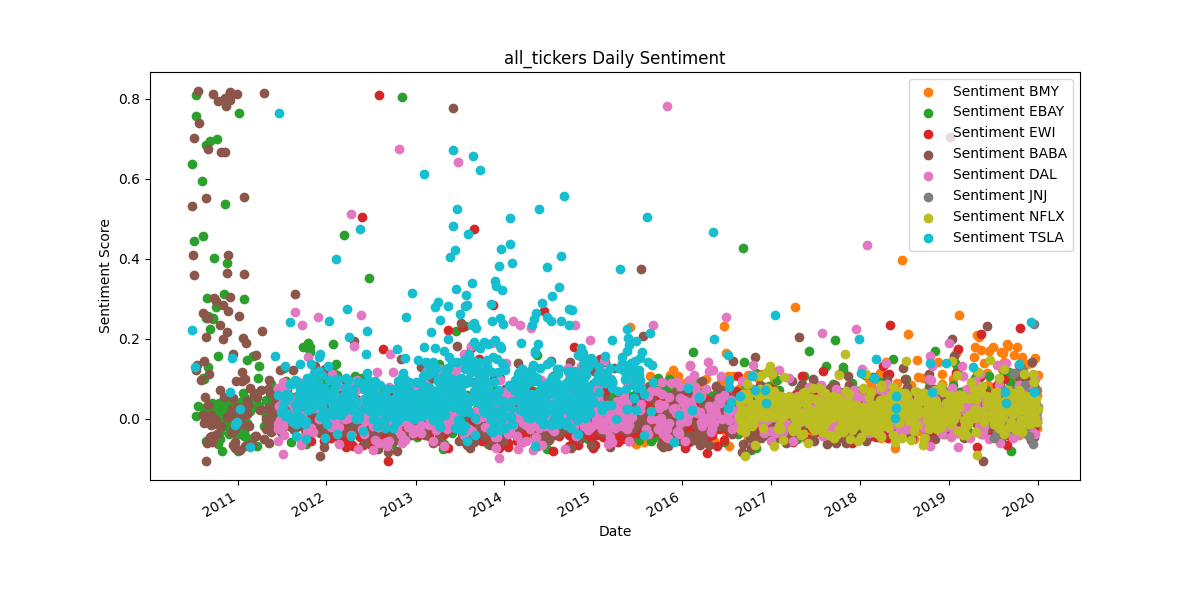 all_tickers Daily Sentiment
Sentiment Score
0.8
0.6
0.4
0.2
0.0
Sentiment BMY
Sentiment EBAY
Sentiment EWI
Sentiment BABA
Sentiment DAL
Sentiment JNJ
Sentiment NFLX
Sentiment TSLA
2011
2012
2013
2014
2015
2016
2017
2018
2019
2020
Date